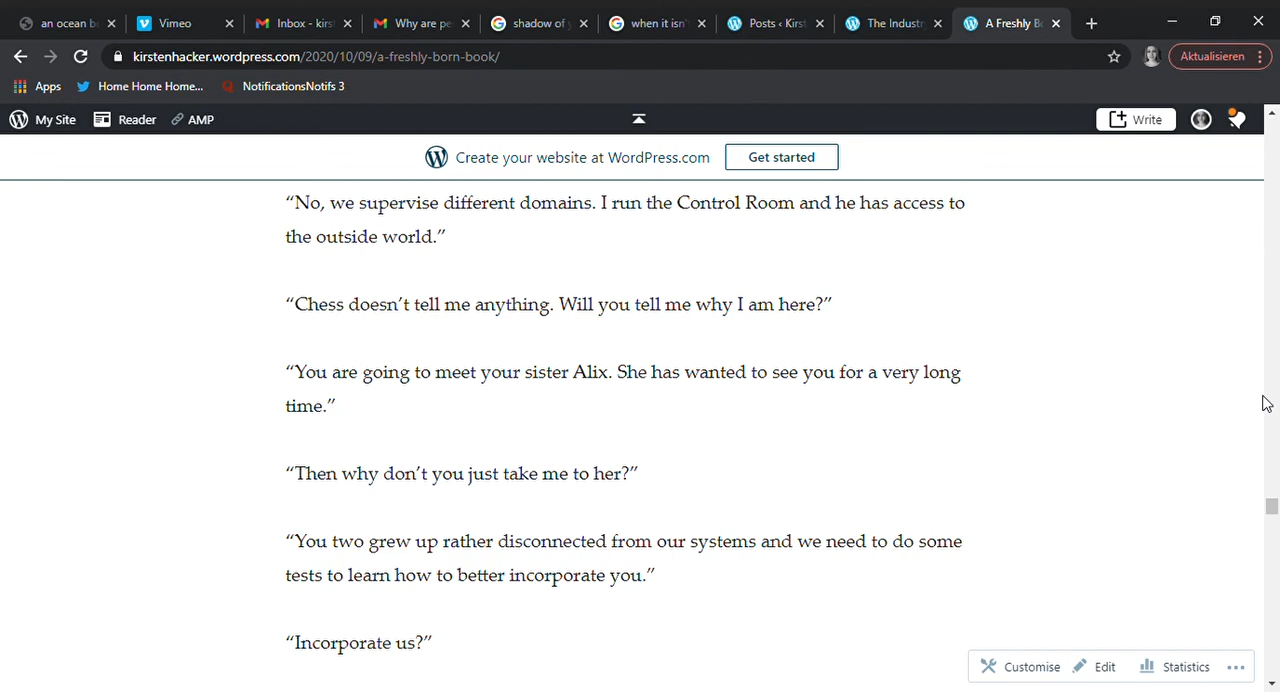 an ocean b
Vimeo
Inbox - kirst
Why are pe
shadow of y
when it isn'
Posts ‹ Kirst
The Industr
A Freshly Bo
kirstenhacker.wordpress.com/2020/10/09/a-freshly-born-book/
Aktualisieren
Apps
Home Home Home...
NotificationsNotifs 3
My Site
Reader
AMP
Write
Create your website at WordPress.com
Get started
“No, we supervise different domains. I run the Control Room and he has access to
the outside world.”
“Chess doesn’t tell me anything. Will you tell me why I am here?”
“You are going to meet your sister Alix. She has wanted to see you for a very long
time.”
“Then why don’t you just take me to her?”
“You two grew up rather disconnected from our systems and we need to do some
tests to learn how to better incorporate you.”
“Incorporate us?”
Customise
Edit
Statistics